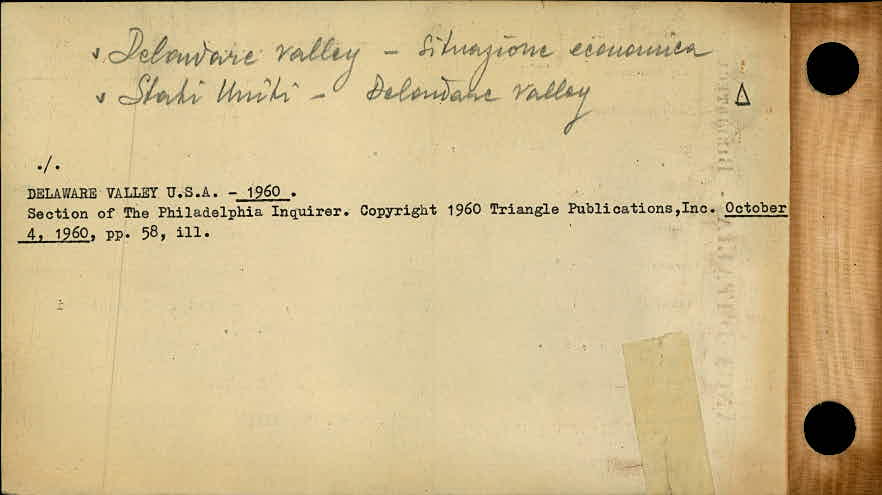 ✓ Delaware valley - Situazione economica
✓ Stati Uniti - Delaware valley Δ
./.
DELAWARE VALLEY U.S.A. - 1960 .
Section of The Philadelphia Inquirer. Copyright 1960 Triangle Publications,Inc. October
4, 1960, pp. 58, ill.